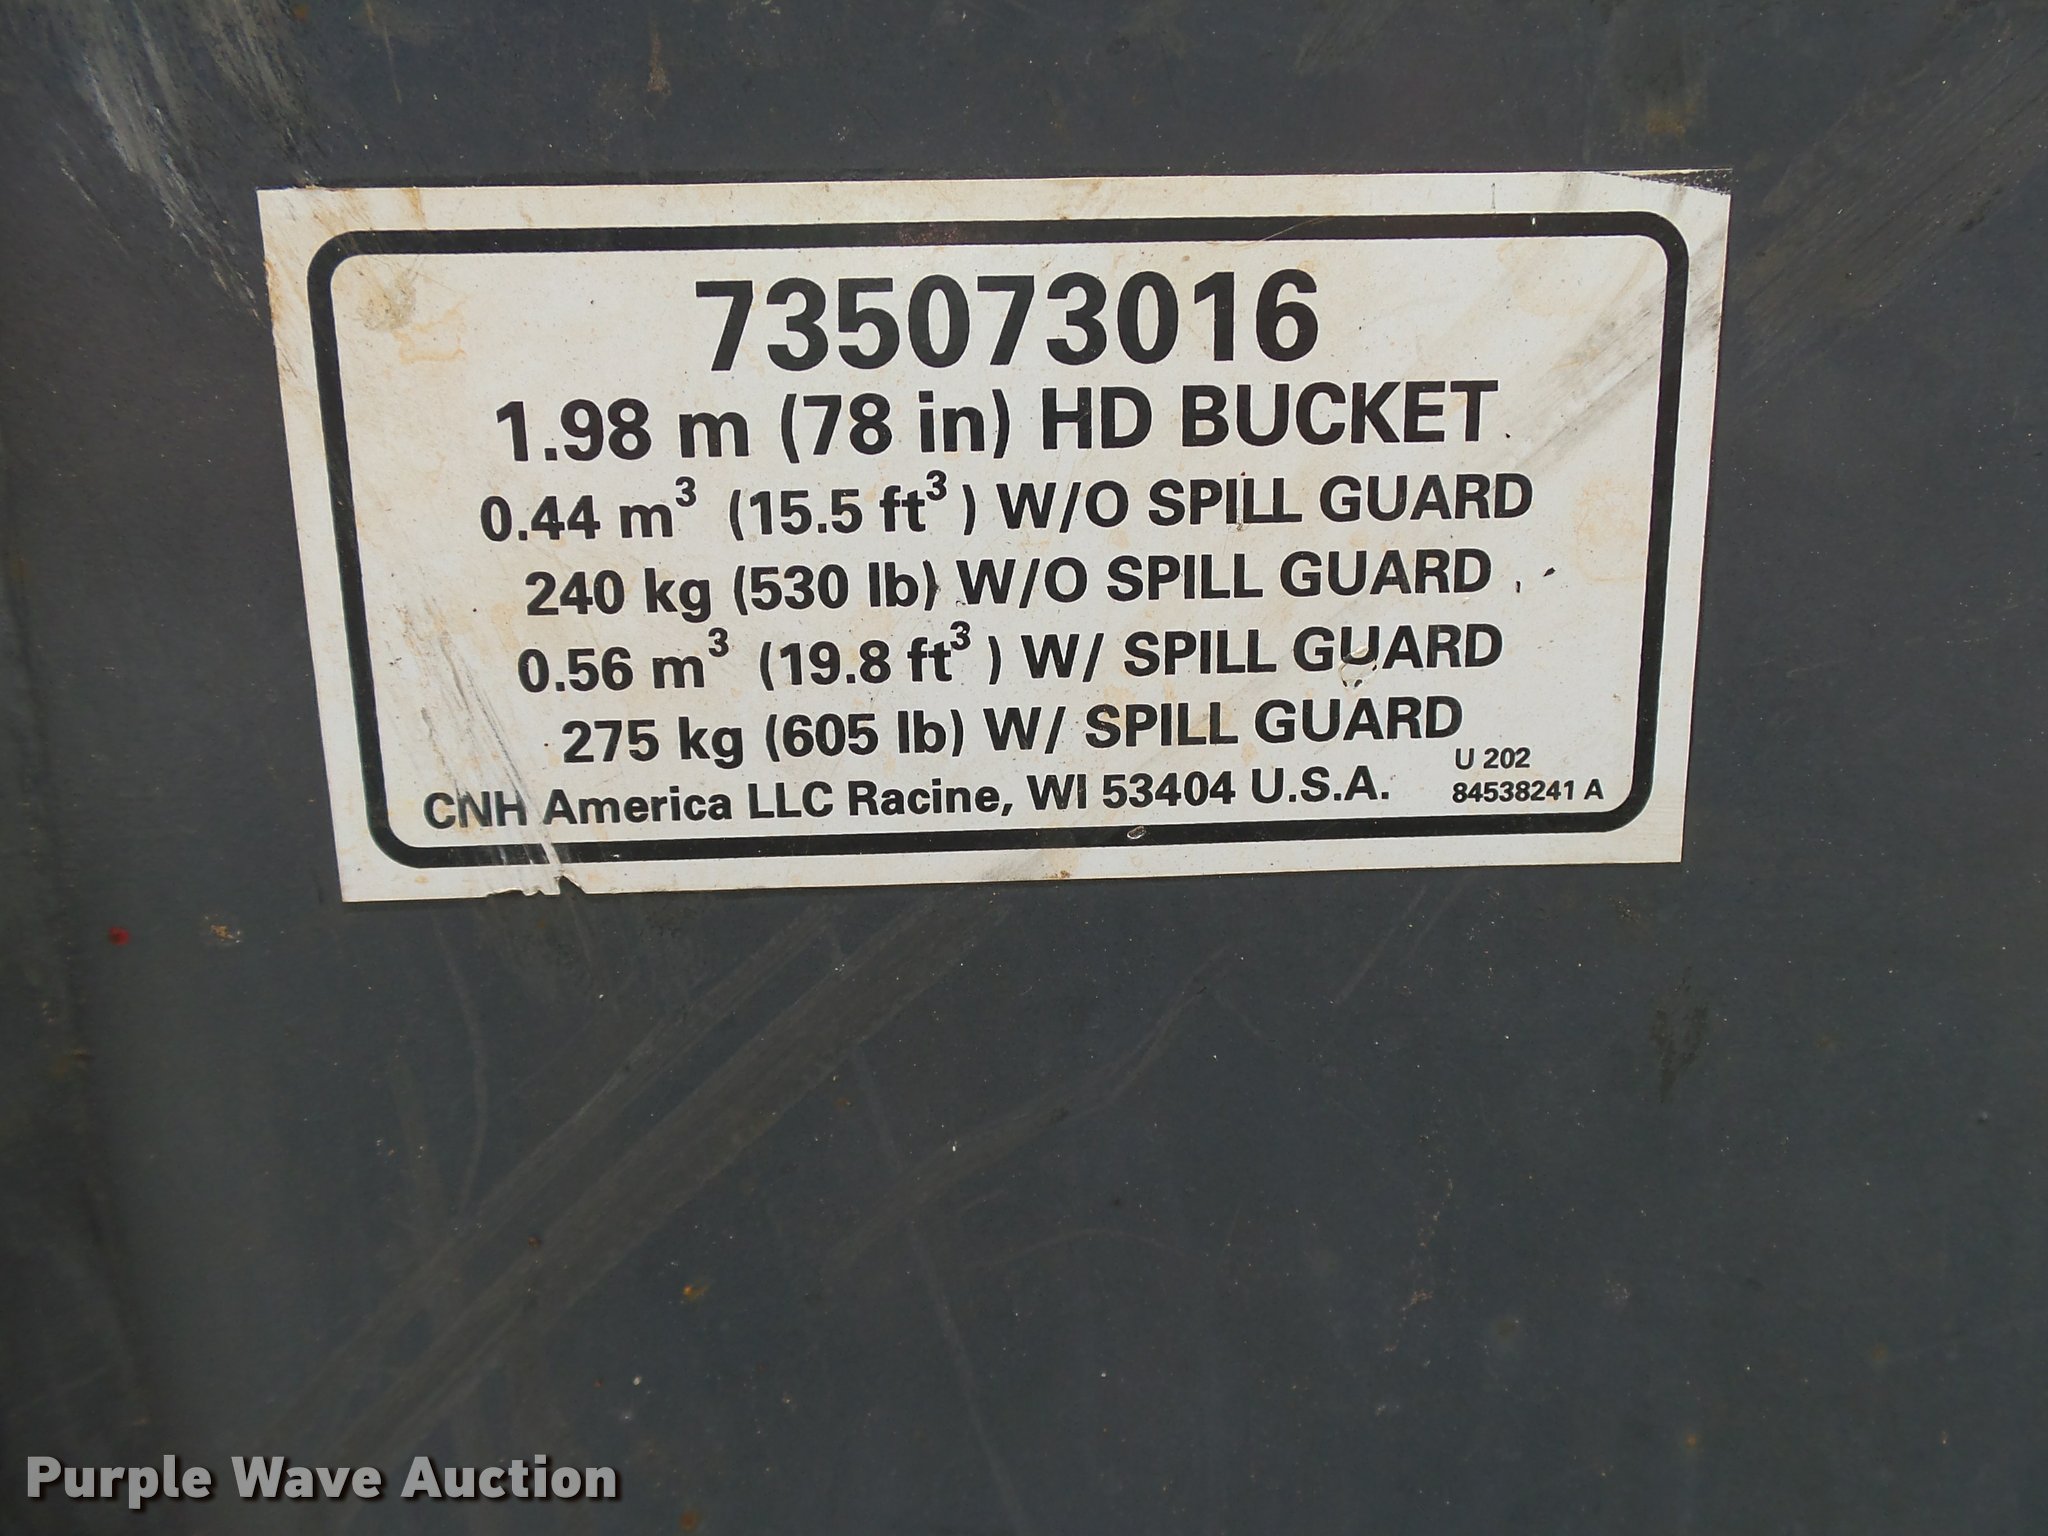 735073016
1.98 m (78 in) HD BUCKET
0.44 m³ (15.5 ft³) W/O SPILL GUARD
240 kg (530 lb) W/O SPILL GUARD
0.56 m³ (19.8 ft³) W/ SPILL GUARD
275 kg (605 lb) W/ SPILL GUARD
U 202
CNH America LLC Racine, WI 53404 U.S.A. 84538241 A
Purple Wave Auction